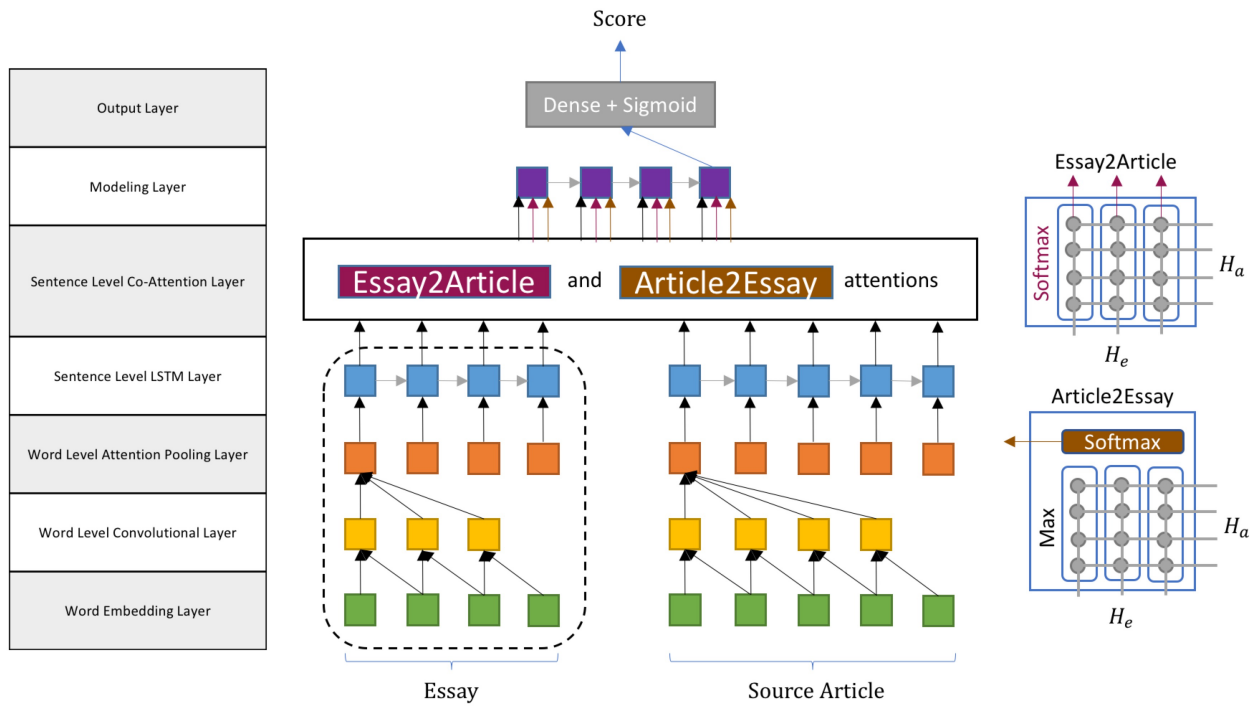 Score
Output Layer
Dense + Sigmoid
Modeling Layer
Sentence Level Co-Attention Layer
Essay2Article and Article2Essay attentions
Sentence Level LSTM Layer
Word Level Attention Pooling Layer
Word Level Convolutional Layer
Word Embedding Layer
Essay
Source Article
Essay2Article
Softmax
H_a
H_e
Article2Essay
Softmax
Max
H_a
H_e